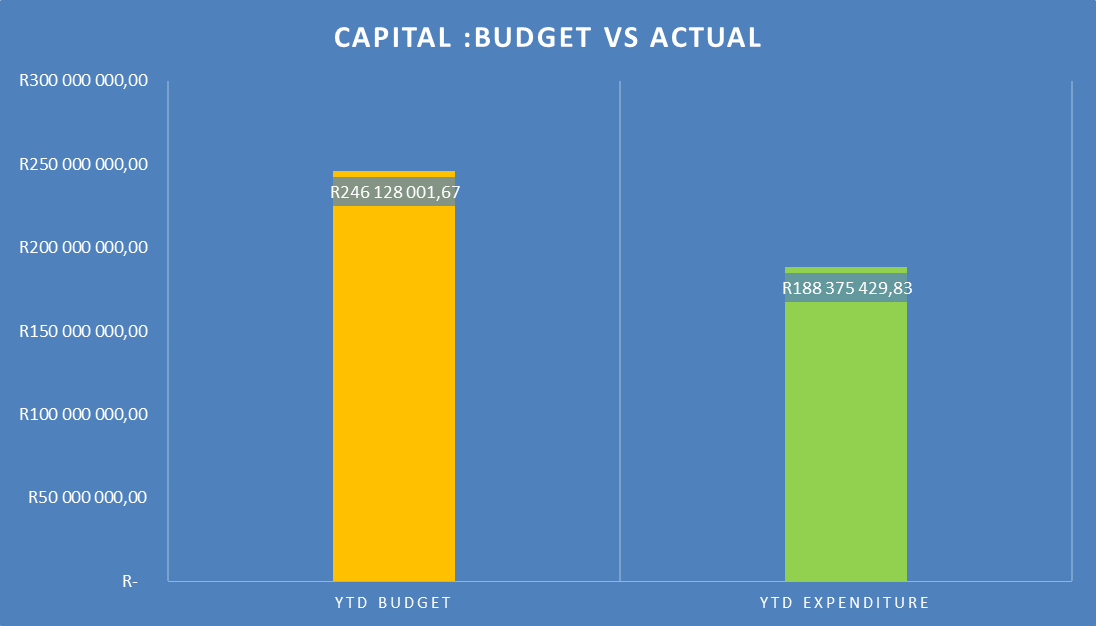 CAPITAL :BUDGET VS ACTUAL
R300 000 000,00
R250 000 000,00
R246 128 001,67
R200 000 000,00
R188 375 429,83
R150 000 000,00
R100 000 000,00
R50 000 000,00
R-
YTD BUDGET
YTD EXPENDITURE